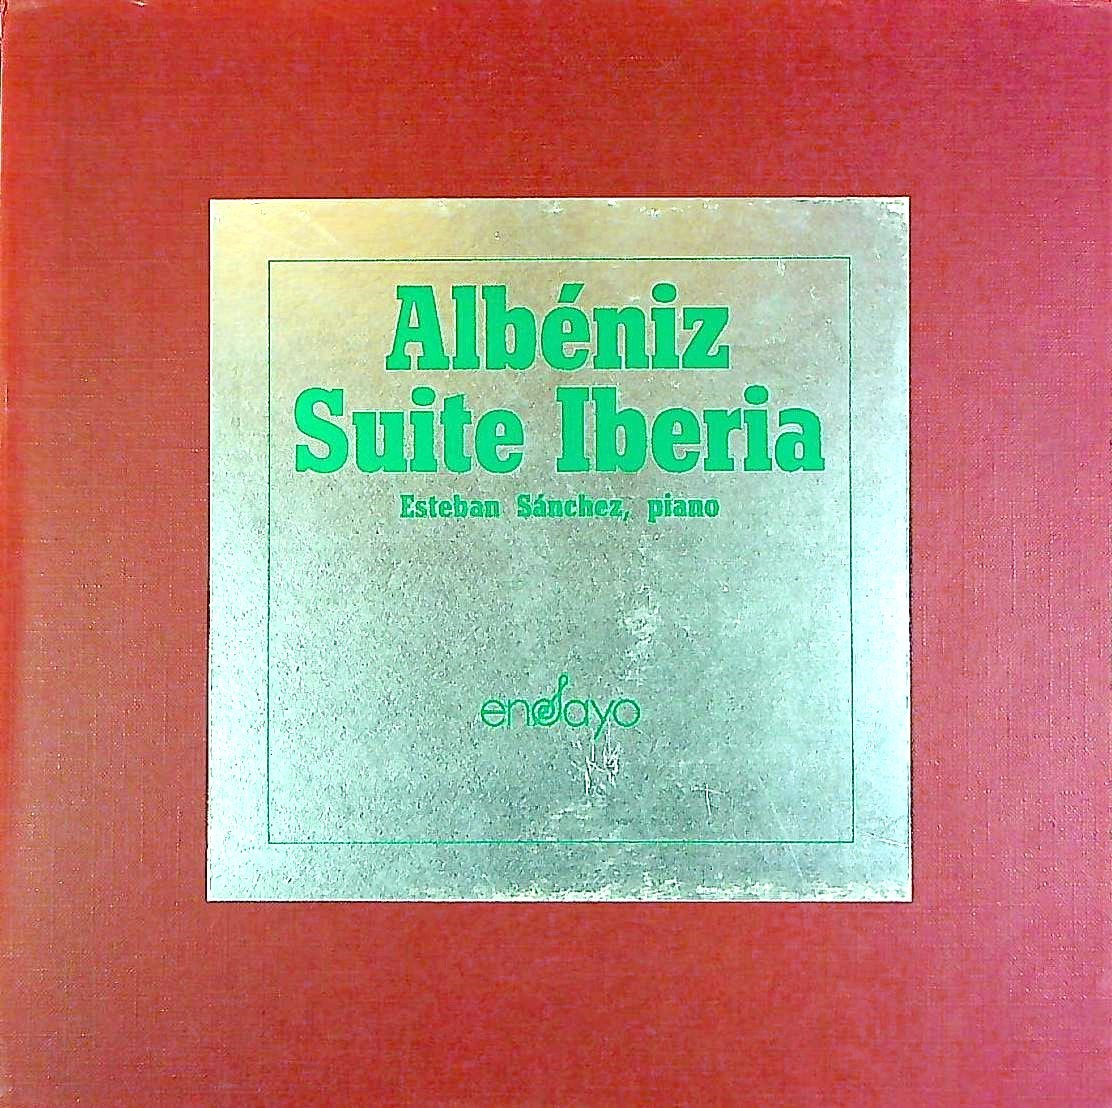 Albéniz
Suite Iberia
Esteban Sánchez, piano
ensayo